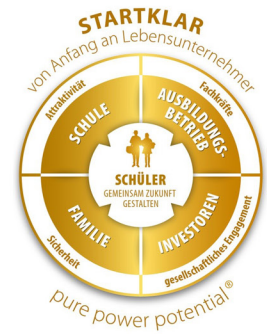 STARTKLAR
von Anfang an Lebensunternehmer
Attraktivität
Fachkräfte
SCHULE
AUSBILDUNGS-
BETRIEB
SCHÜLER
GEMEINSAM ZUKUNFT
GESTALTEN
FAMILIE
INVESTOREN
Sicherheit
gesellschaftliches Engagement
pure power potential®